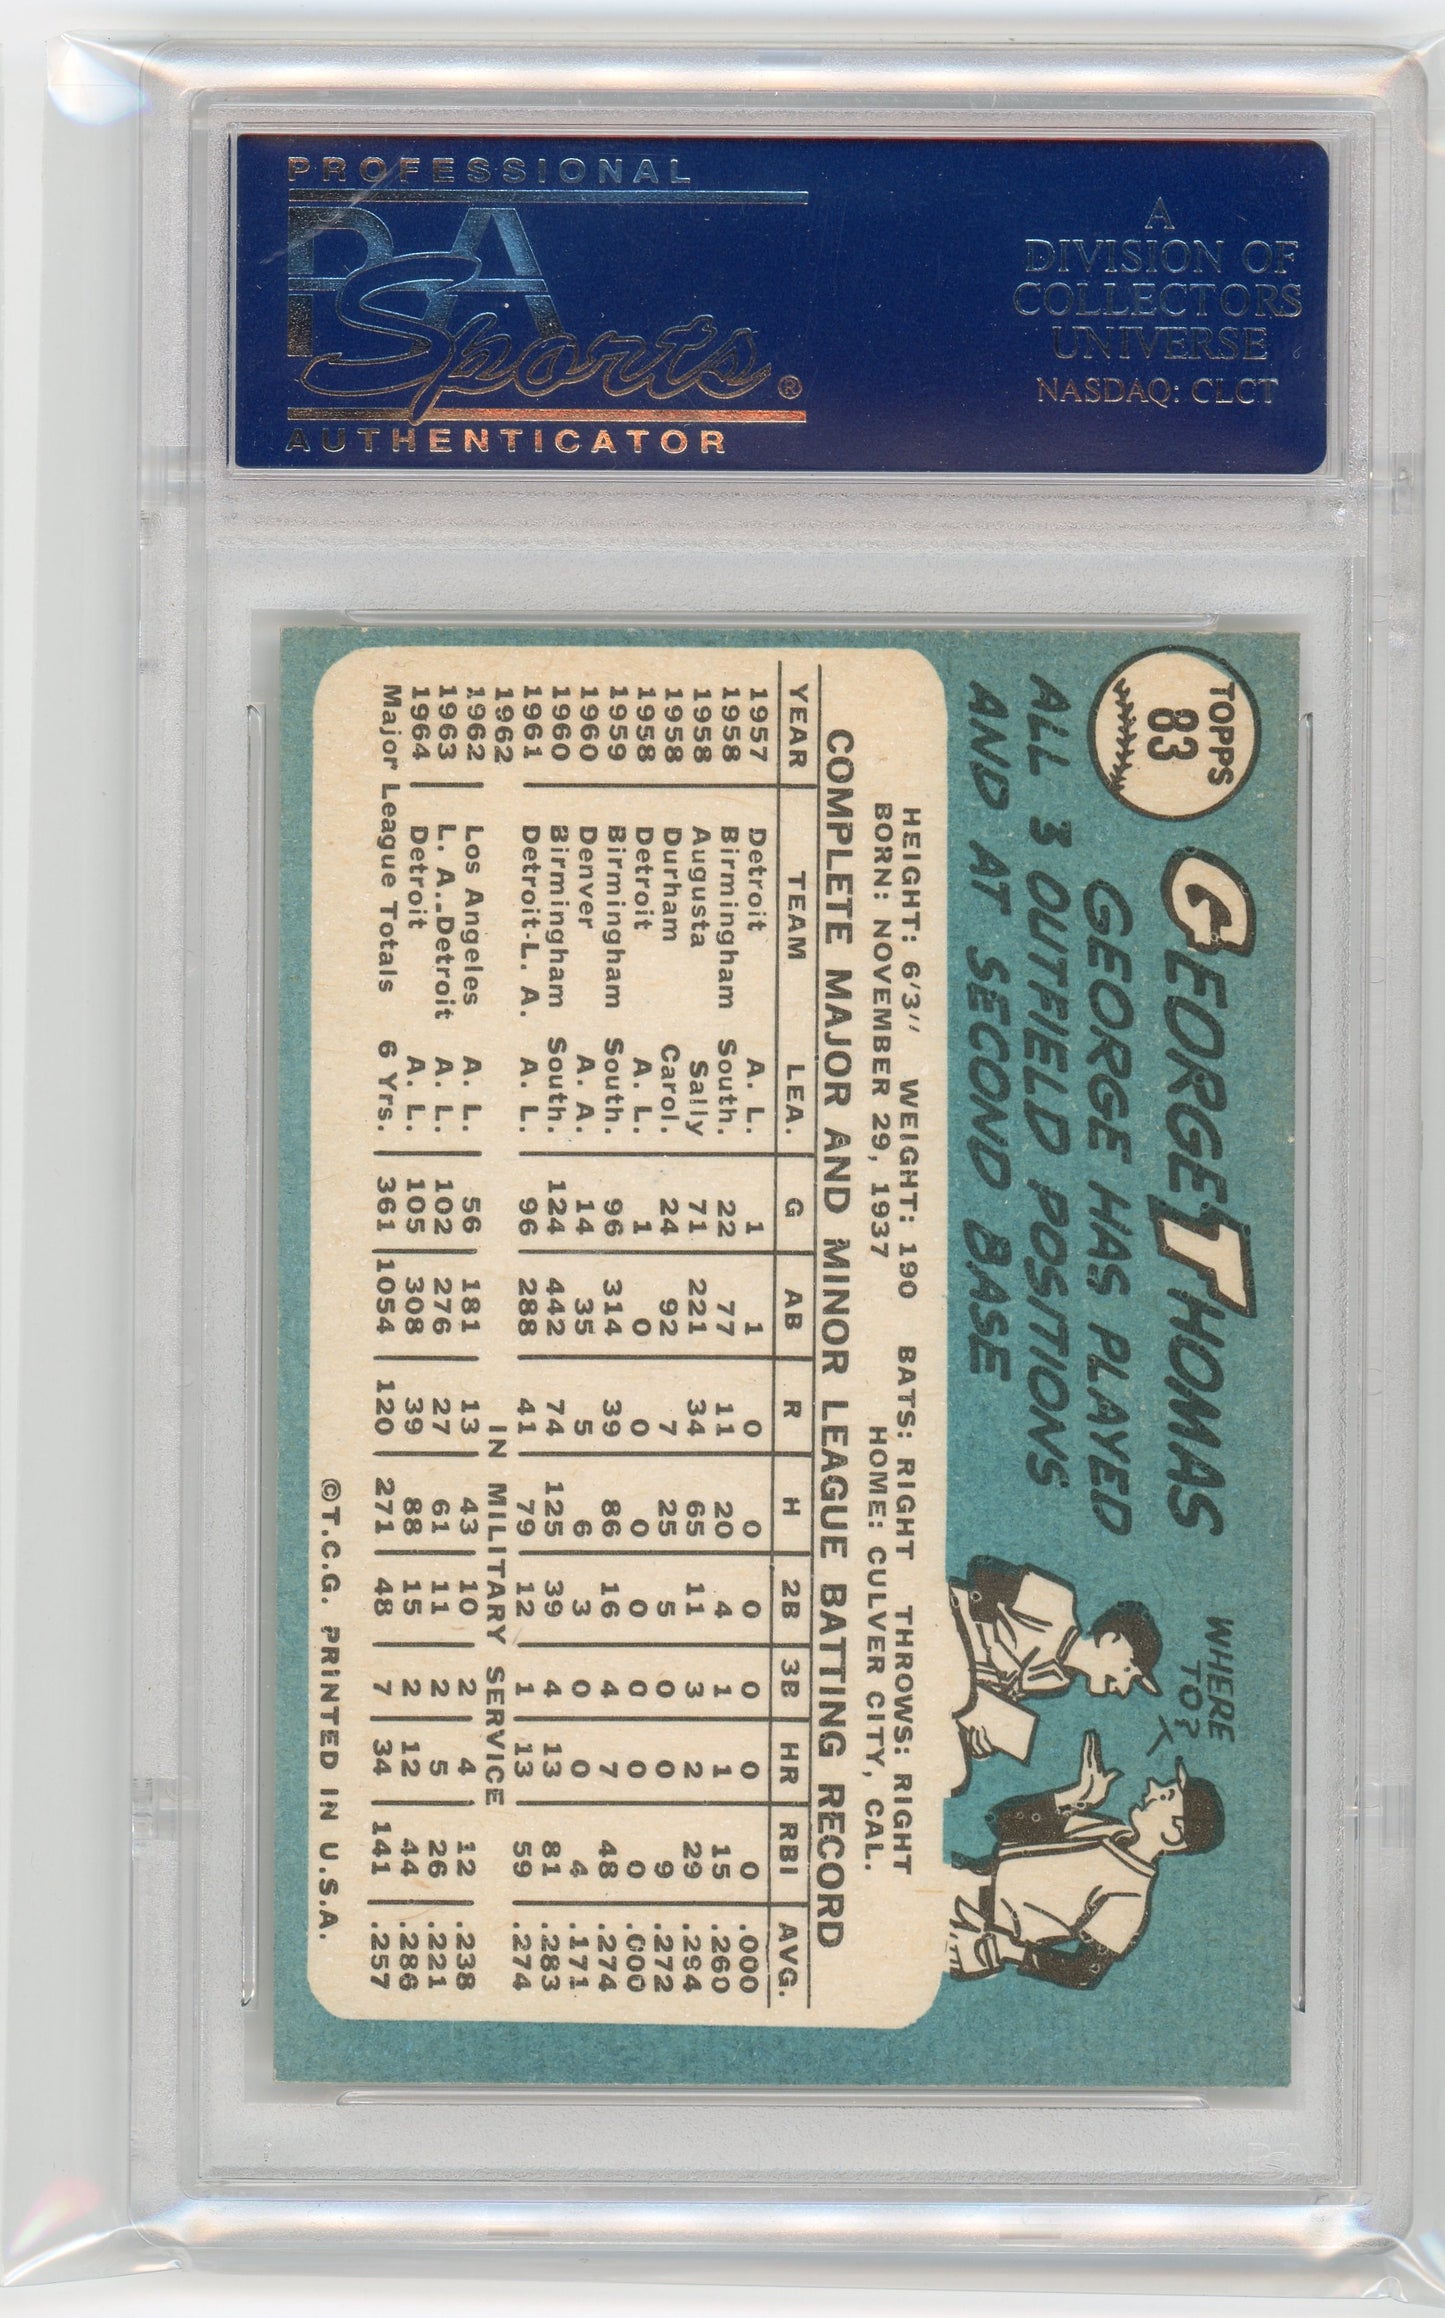 PROFESSIONAL
PSA
Sports®
AUTHENTICATOR
A
DIVISION OF
COLLECTORS
UNIVERSE
NASDAQ: CLCT
TOPPS
83
GEORGE THOMAS
GEORGE HAS PLAYED
ALL 3 OUTFIELD POSITIONS
AND AT SECOND BASE
WHERE
TO?
HEIGHT: 6'3" WEIGHT: 190 BATS: RIGHT THROWS: RIGHT
BORN: NOVEMBER 29, 1937 HOME: CULVER CITY, CAL.
COMPLETE MAJOR AND MINOR LEAGUE BATTING RECORD
YEAR TEAM LEA. G AB R H 2B 3B HR RBI AVG.
1957 Detroit A. L. 1 1 0 0 0 0 0 0 .000
1958 Birmingham South. 22 77 11 20 4 1 1 15 .260
1958 Augusta Sally 71 221 34 65 11 3 2 29 .294
1958 Durham Carol. 24 92 7 25 5 0 0 9 .272
1958 Detroit A. L. 1 0 0 0 0 0 0 0 .000
1959 Birmingham South. 96 314 39 86 16 4 7 48 .274
1960 Denver A. A. 14 35 5 6 3 0 0 4 .171
1960 Birmingham South. 124 442 74 125 39 4 13 81 .283
1961 Detroit-L. A. A. L. 96 288 41 79 12 1 13 59 .274
1962 IN MILITARY SERVICE
1962 Los Angeles A. L. 56 181 13 43 10 2 4 12 .238
1963 L. A.-Detroit A. L. 102 276 27 61 11 2 5 26 .221
1964 Detroit A. L. 105 308 39 88 15 2 12 44 .286
Major League Totals 6 Yrs. 361 1054 120 271 48 7 34 141 .257
©T.C.G. PRINTED IN U.S.A.